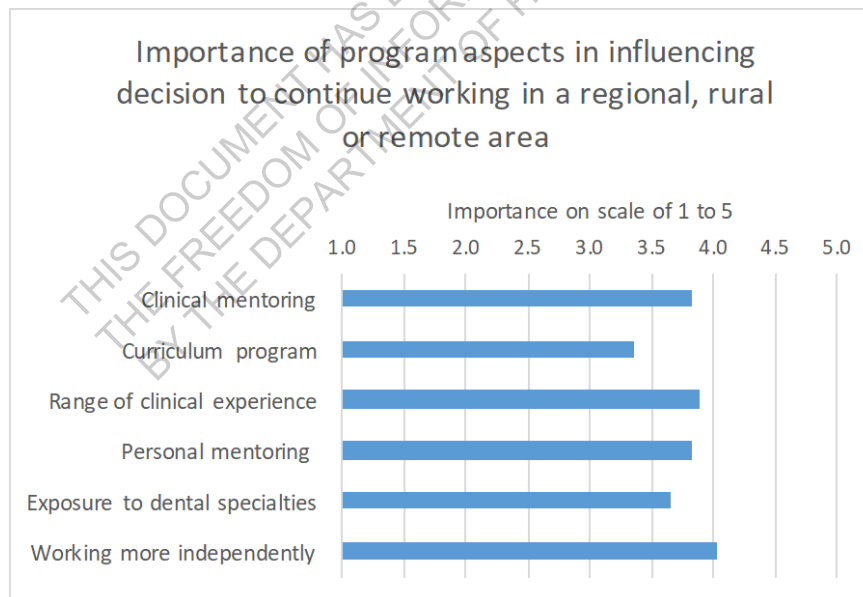 THIS DOCUMENT HAS
THE FREEDOM OF INFOR
BY THE DEPARTMENT OF
Importance of program aspects in influencing
decision to continue working in a regional, rural
or remote area
Importance on scale of 1 to 5
1.0 1.5 2.0 2.5 3.0 3.5 4.0 4.5 5.0
Clinical mentoring
Curriculum program
Range of clinical experience
Personal mentoring
Exposure to dental specialties
Working more independently